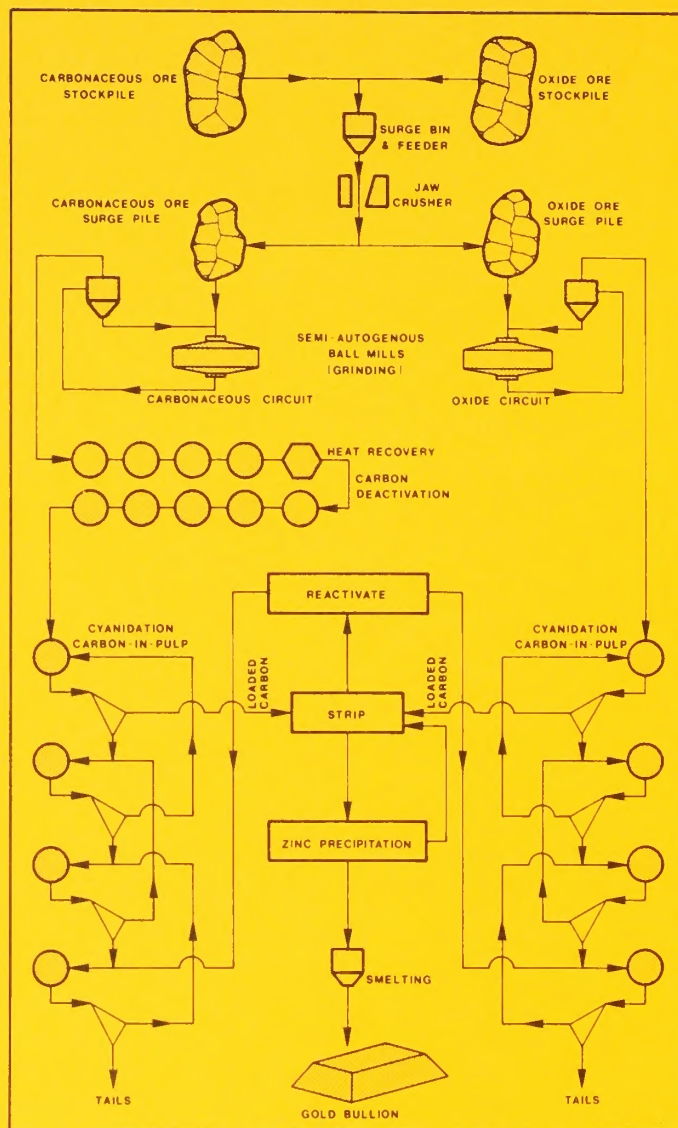 CARBONACEOUS ORE
STOCKPILE
OXIDE ORE
STOCKPILE
SURGE BIN
& FEEDER
JAW
CRUSHER
CARBONACEOUS ORE
SURGE PILE
OXIDE ORE
SURGE PILE
SEMI-AUTOGENOUS
BALL MILLS
(GRINDING)
CARBONACEOUS CIRCUIT
OXIDE CIRCUIT
HEAT RECOVERY
CARBON
DEACTIVATION
REACTIVATE
CYANIDATION
CARBON-IN-PULP
CYANIDATION
CARBON-IN-PULP
LOADED
CARBON
LOADED
CARBON
STRIP
ZINC PRECIPITATION
SMELTING
TAILS
GOLD BULLION
TAILS